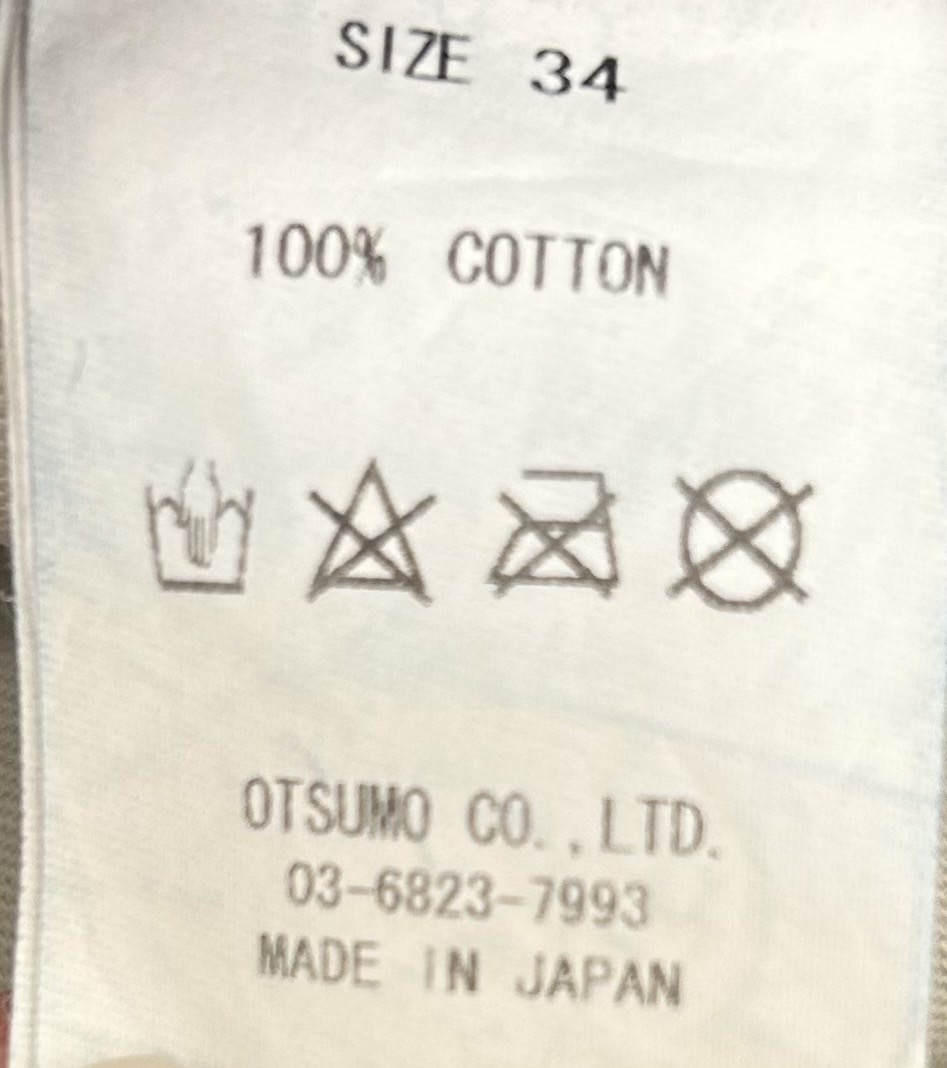 SIZE 34
100% COTTON
OTSUMO CO.,LTD.
03-6823-7993
MADE IN JAPAN